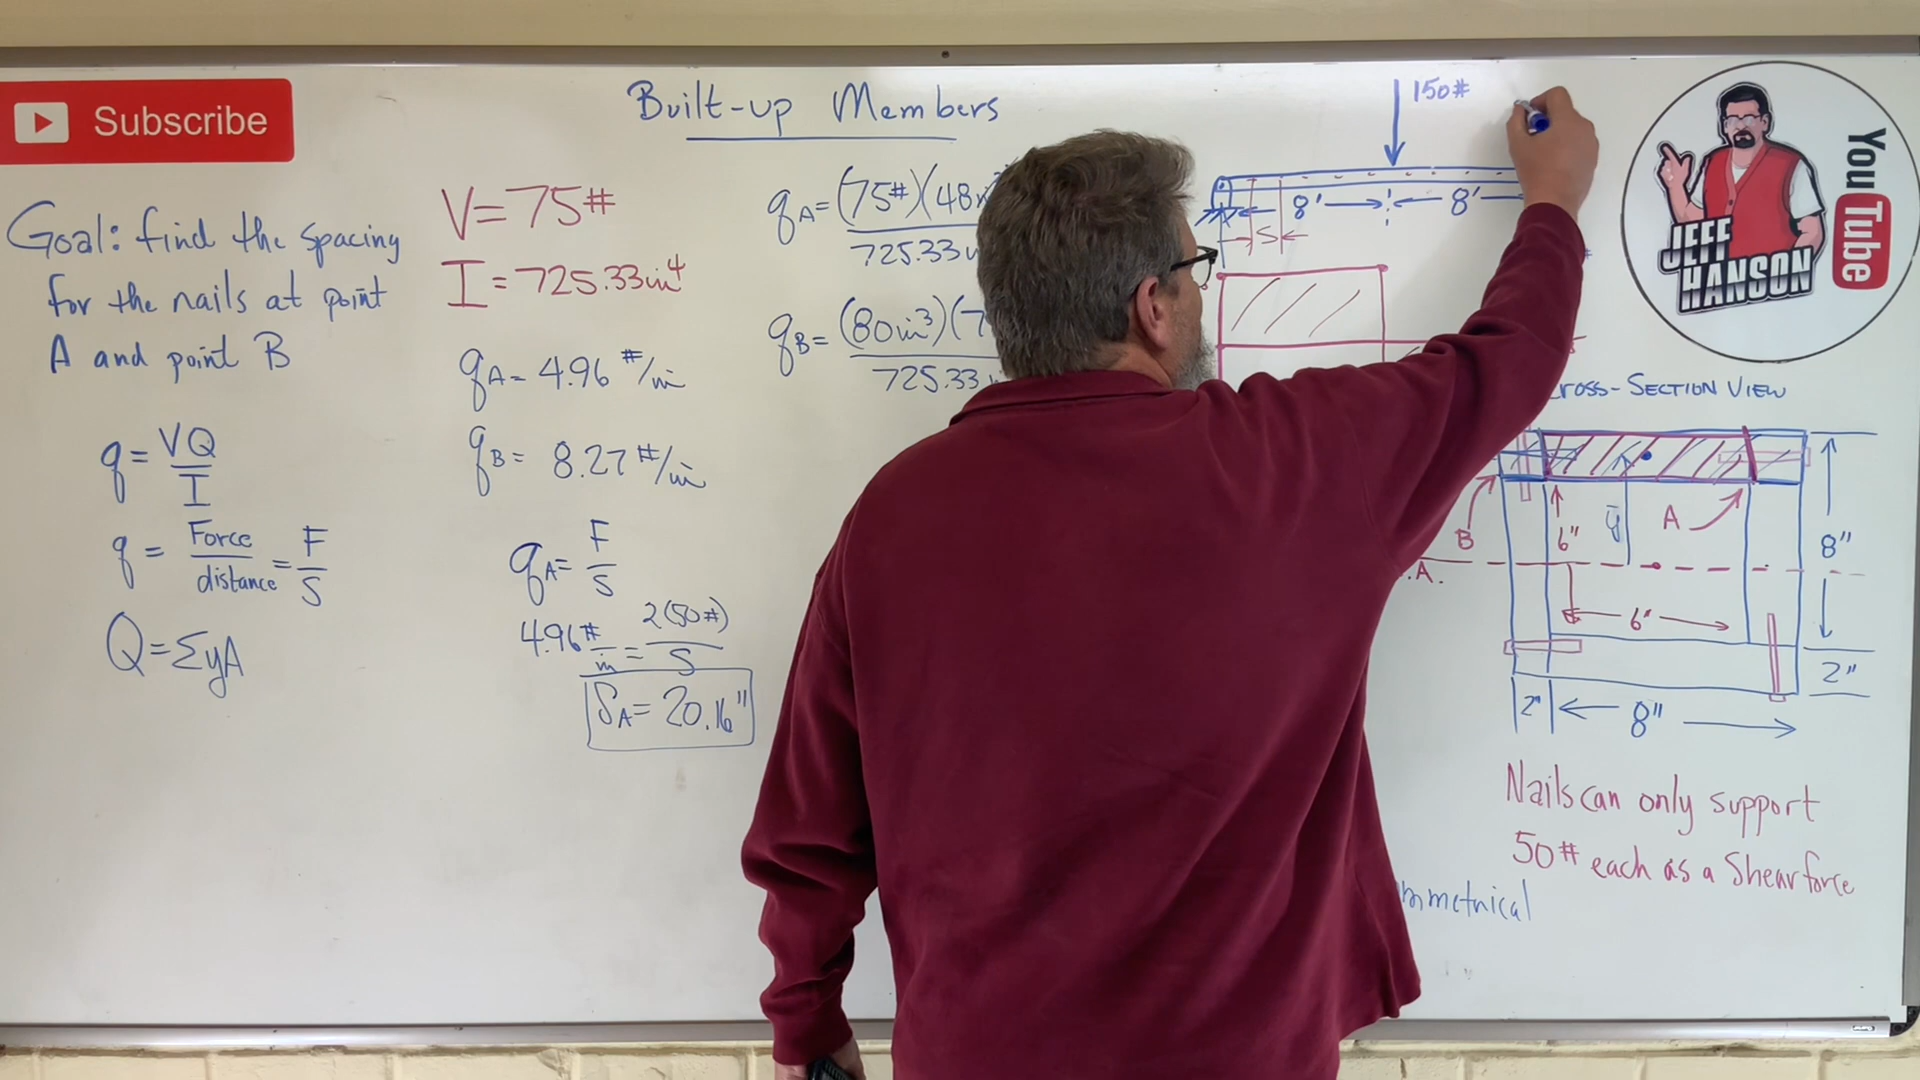 Subscribe
Built-up Members
Goal: find the spacing
for the nails at point
A and point B
q = VQ/I
q = Force/distance = F/S
Q = ΣyA
V = 75#
I = 725.33 in⁴
qA = 4.96 #/in
qB = 8.27 #/in
qA = F/S
4.96 #/in = 2(50#)/S
SA = 20.16"
qA = (75#)(48
725.33
qB = (80in³)(7
725.33
150#
8' 8'
S
Cross-Section View
B
6"
ȳ
A
8"
.A.
6"
2"
2" 8"
Nails can only support
50# each as a Shear force
mmetrical
JEFF
HANSON
YouTube